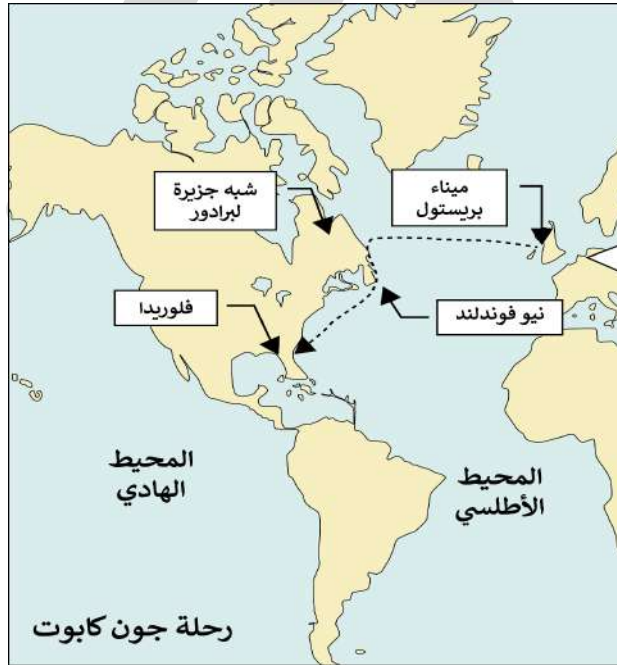 شبه جزيرة
لبرادور
ميناء
بريستول
فلوريدا
نيو فوندلند
المحيط
الهادي
المحيط
الأطلسي
رحلة جون كابوت